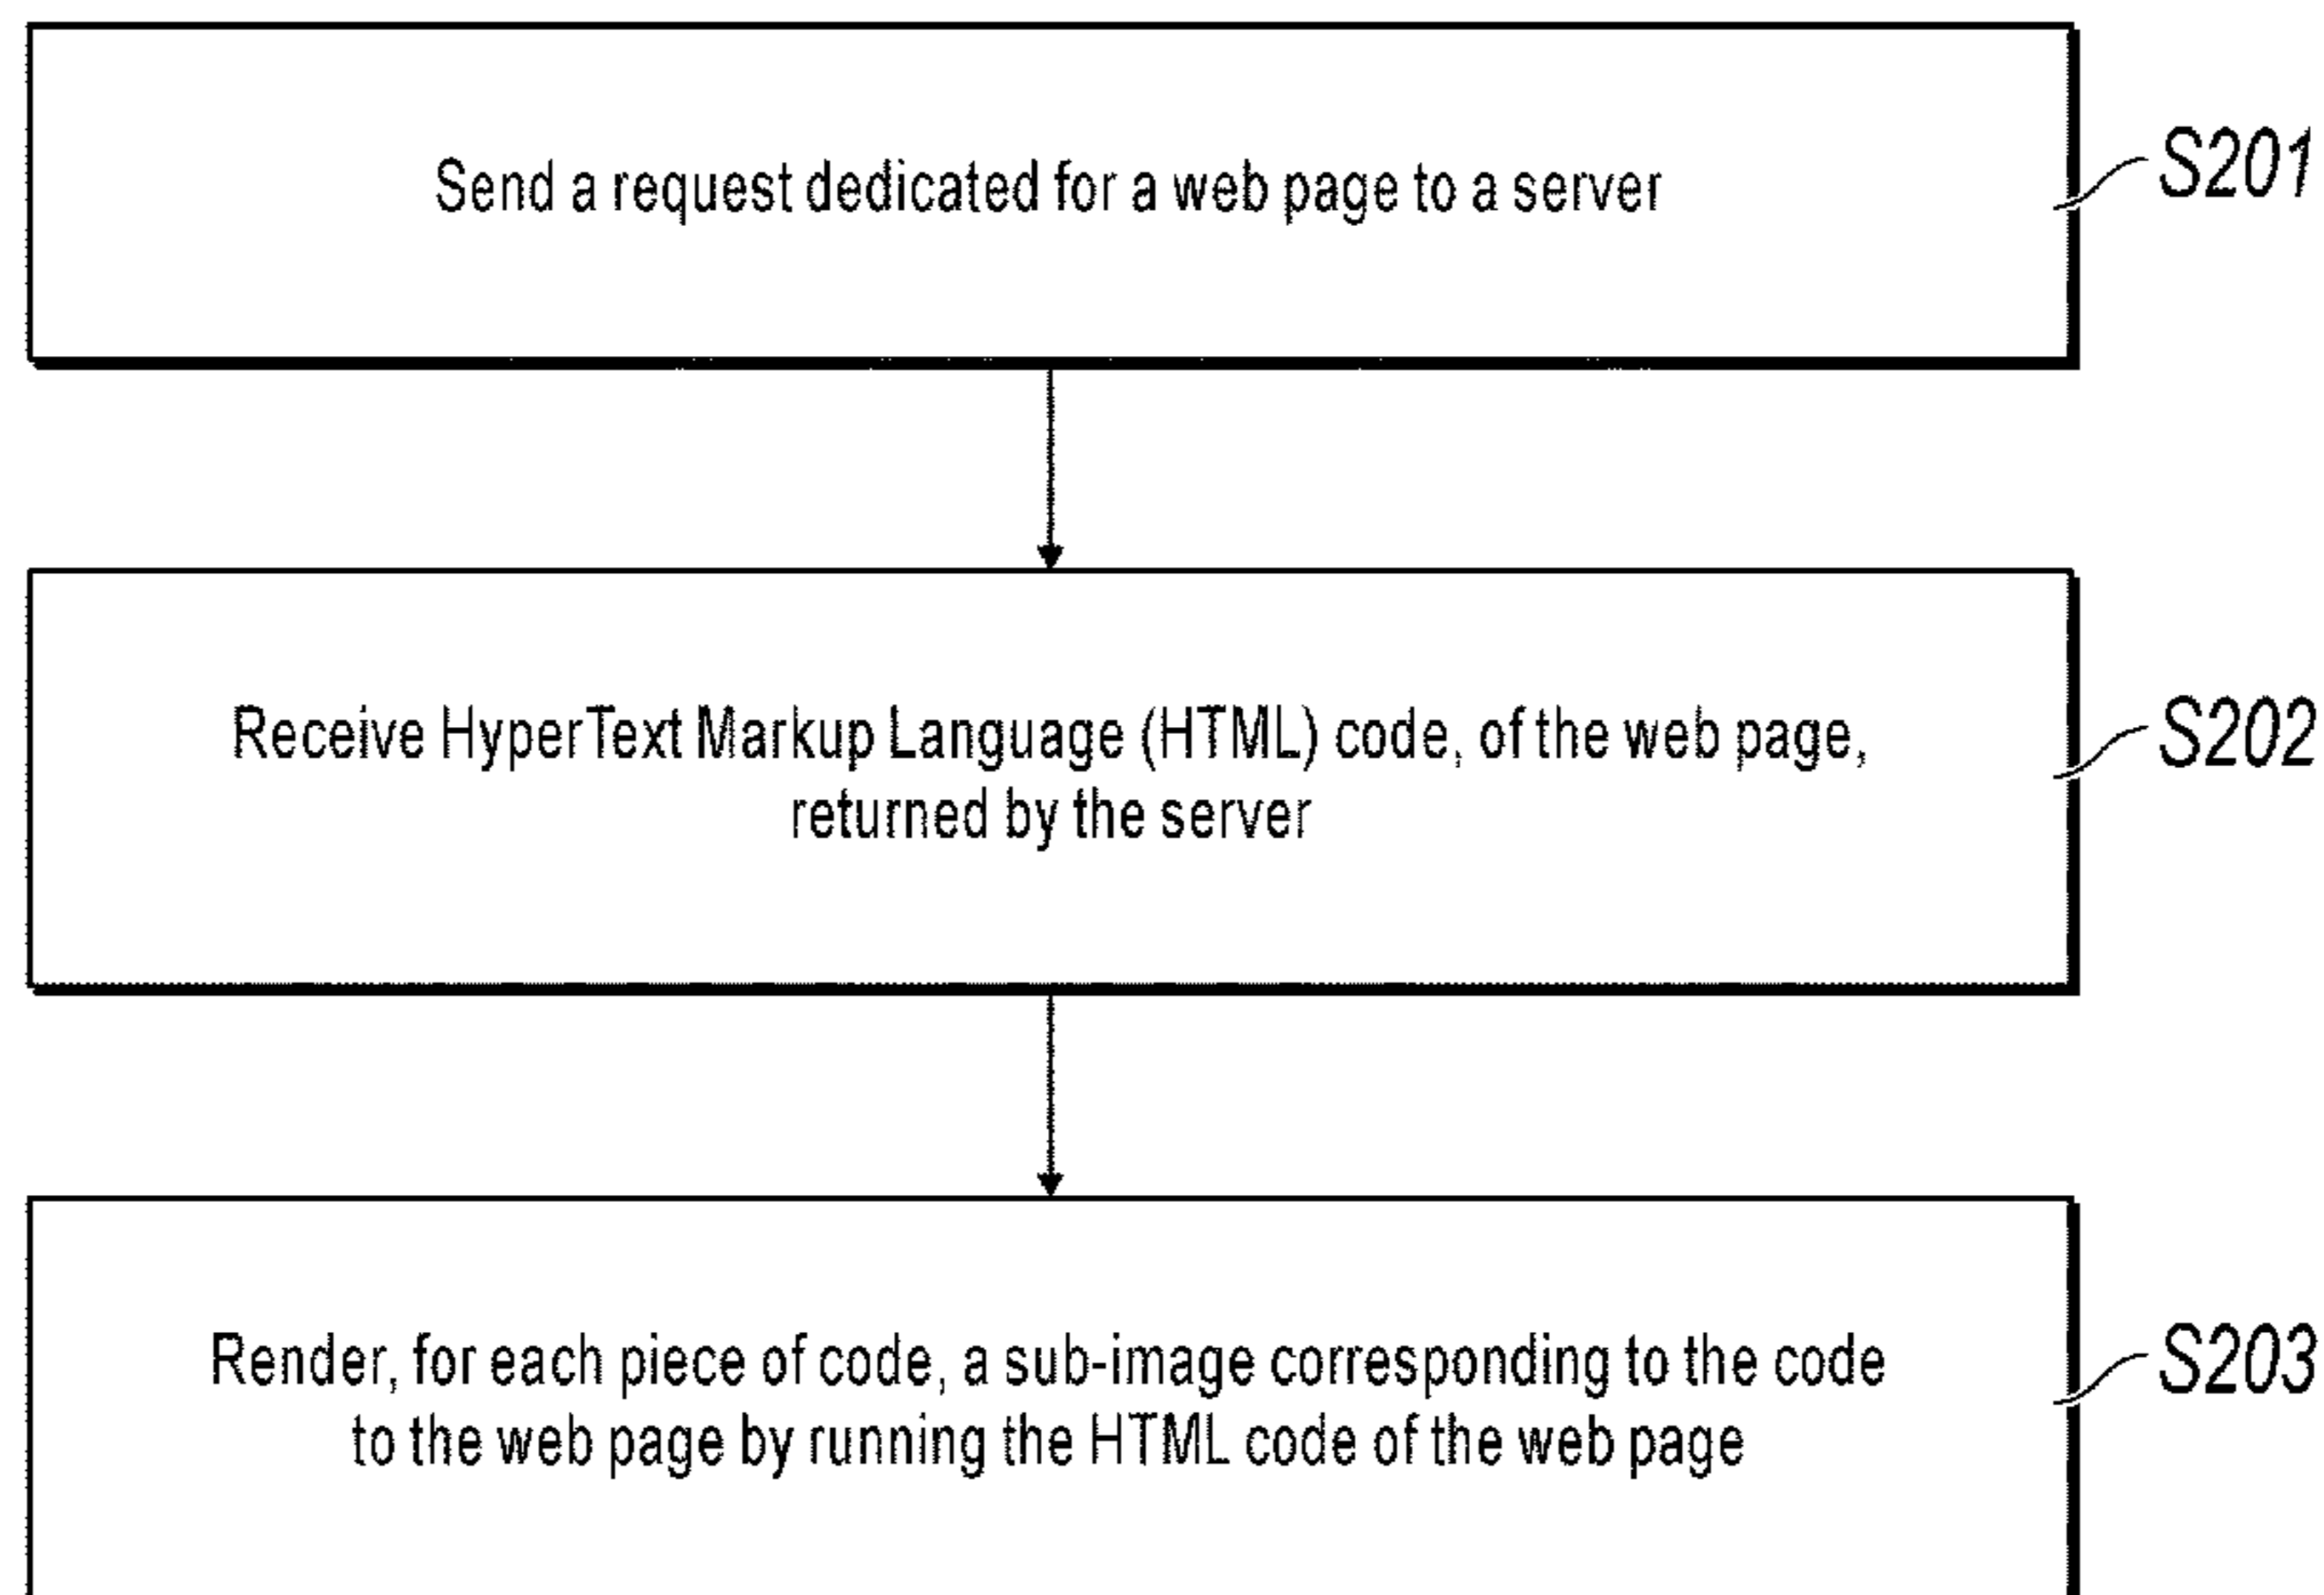 Send a request dedicated for a web page to a server
S201
Receive HyperText Markup Language (HTML) code, of the web page,
returned by the server
S202
Render, for each piece of code, a sub-image corresponding to the code
to the web page by running the HTML code of the web page
S203